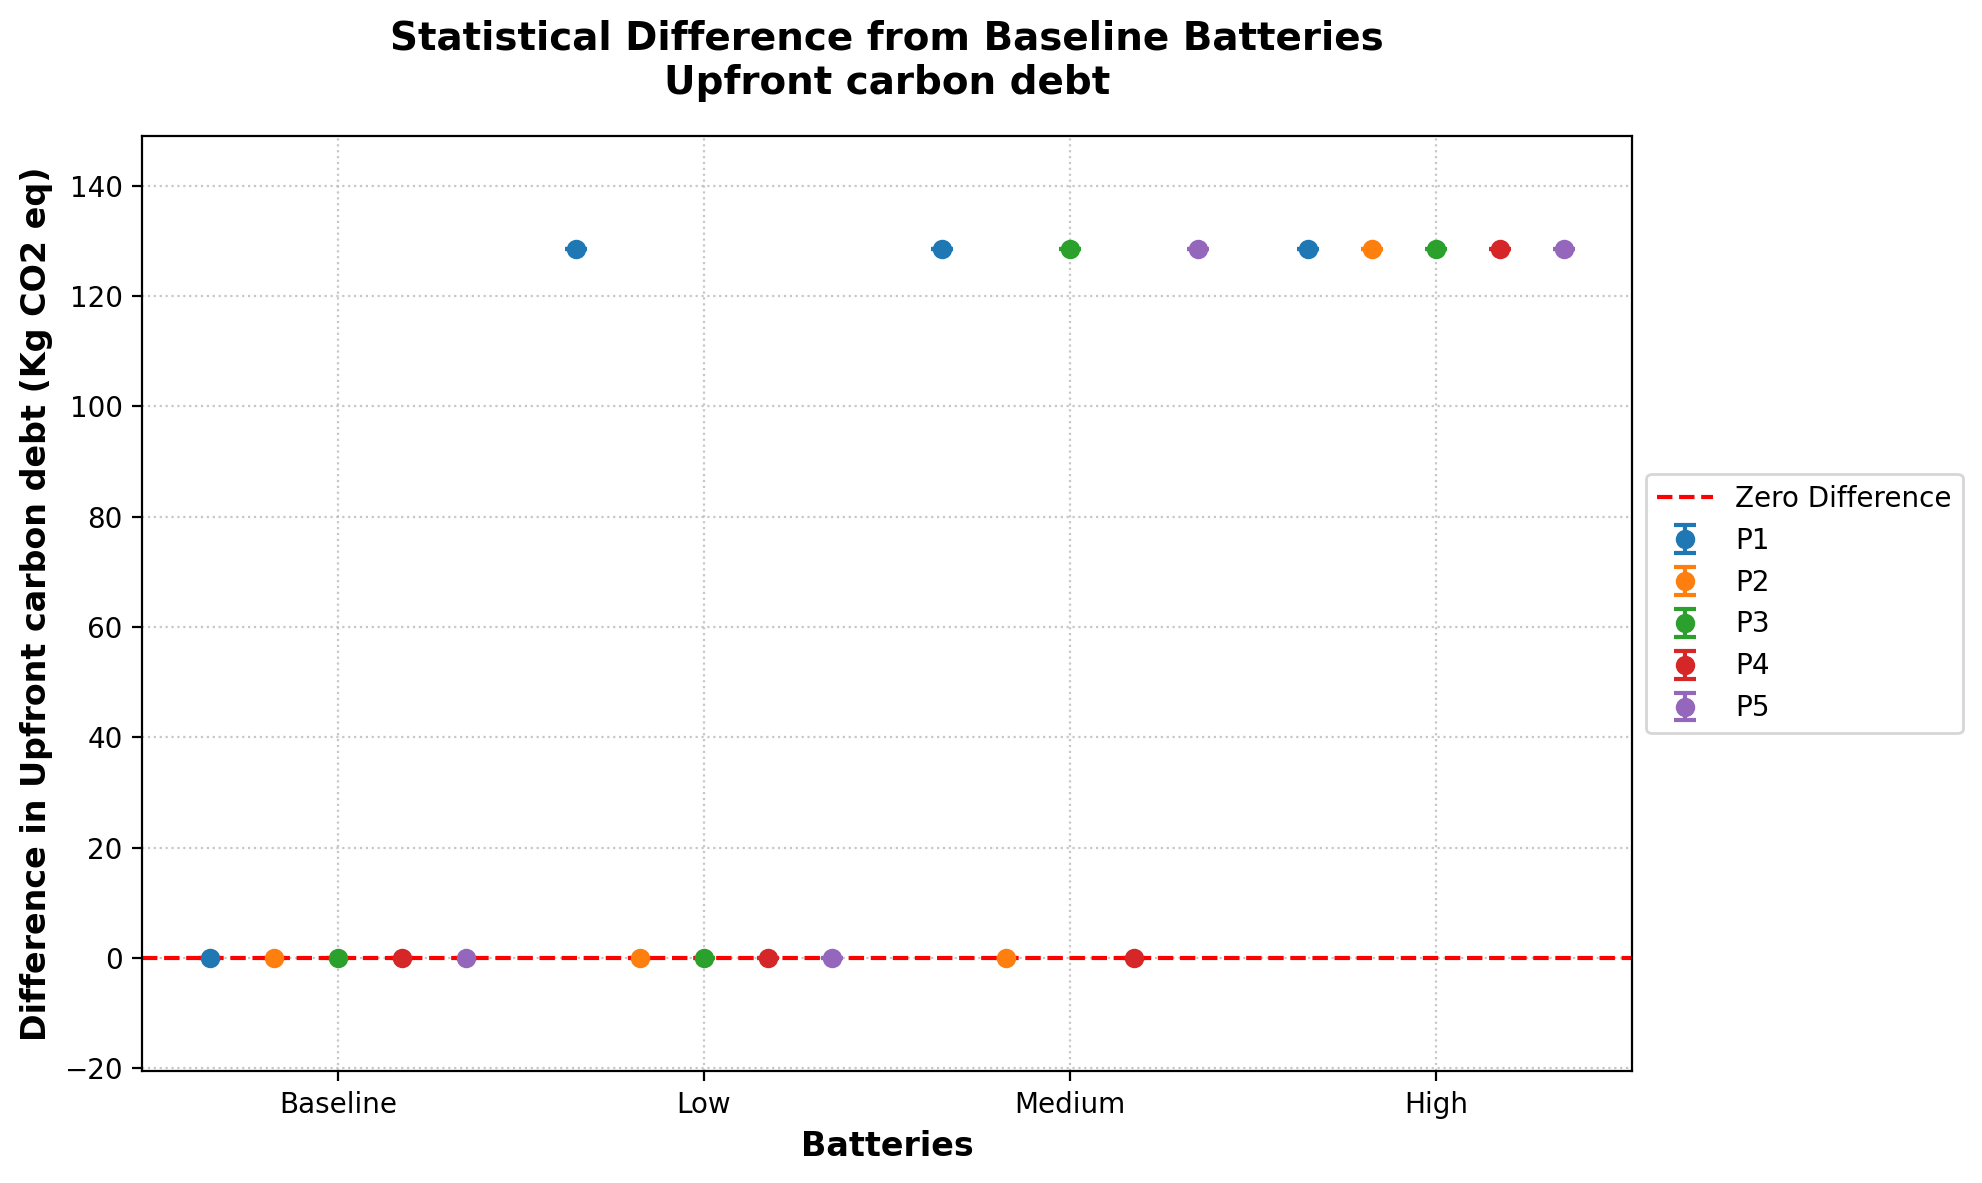 Statistical Difference from Baseline Batteries
Upfront carbon debt
Difference in Upfront carbon debt (Kg CO2 eq)
140
120
100
80
60
40
20
0
−20
Baseline
Low
Medium
High
Batteries
Zero Difference
P1
P2
P3
P4
P5